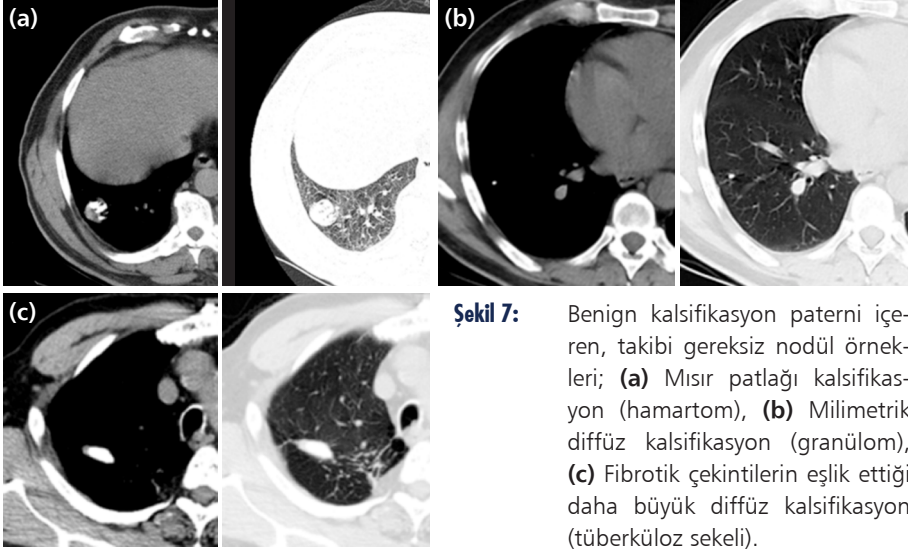 (a)
(b)
(c)
Şekil 7:
Benign kalsifikasyon paterni içe-
ren, takibi gereksiz nodül örnek-
leri; (a) Mısır patlağı kalsifikas-
yon (hamartom), (b) Milimetrik
diffüz kalsifikasyon (granülom),
(c) Fibrotik çekintilerin eşlik ettiği
daha büyük diffüz kalsifikasyon
(tüberküloz sekeli).